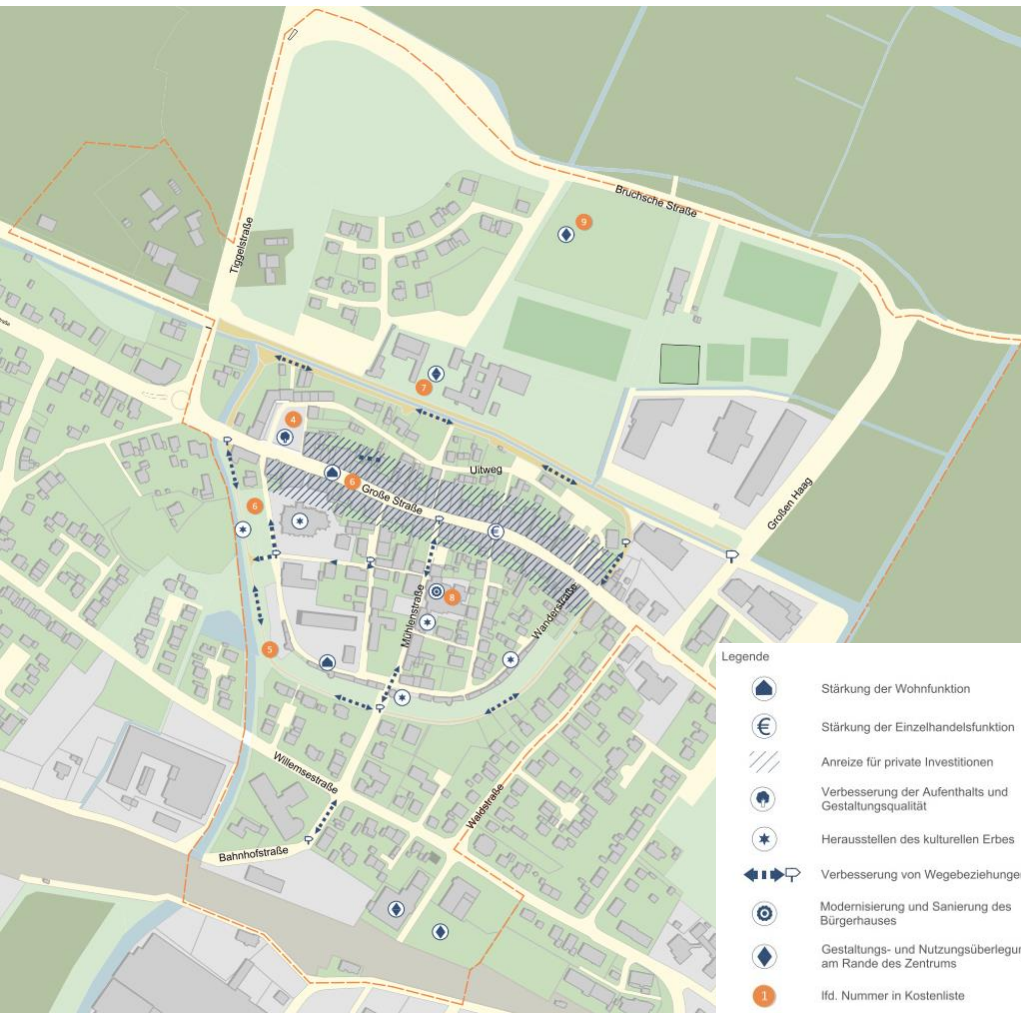 Bruchsche Straße
9
Tiggelstraße
7
4
Uitweg
6
Große Straße
Großen Haag
6
8
Mühlenstraße
Wanderstraße
5
Legende
Stärkung der Wohnfunktion
€
Stärkung der Einzelhandelsfunktion
Anreize für private Investitionen
Verbesserung der Aufenthalts und
Gestaltungsqualität
Herausstellen des kulturellen Erbes
Verbesserung von Wegebeziehungen
Modernisierung und Sanierung des
Bürgerhauses
Gestaltungs- und Nutzungsüberlegun
am Rande des Zentrums
1
lfd. Nummer in Kostenliste
Willemsestraße
Waldstraße
Bahnhofstraße
€